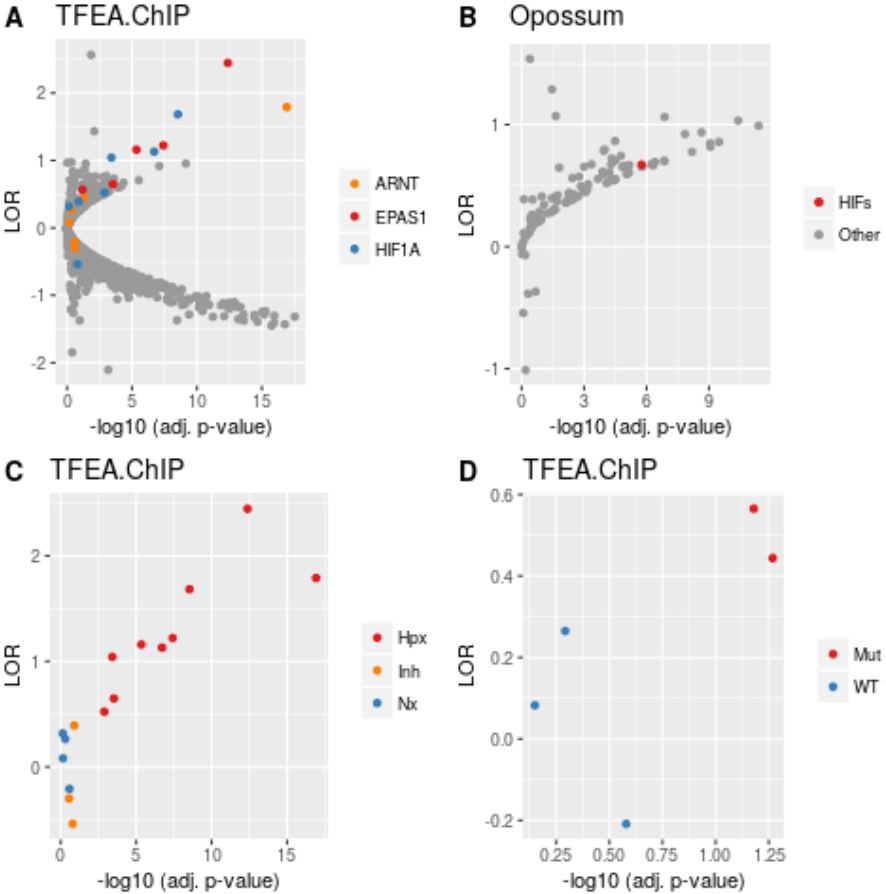 A TFEA.ChIP
2
1
0
-1
-2
LOR
0 5 10 15
-log10 (adj. p-value)
ARNT
EPAS1
HIF1A
B Opossum
1
0
-1
LOR
0 3 6 9
-log10 (adj. p-value)
HIFs
Other
C TFEA.ChIP
2
1
0
LOR
0 5 10 15
-log10 (adj. p-value)
Hpx
Inh
Nx
D TFEA.ChIP
0.6
0.4
0.2
0.0
-0.2
LOR
0.25 0.50 0.75 1.00 1.25
-log10 (adj. p-value)
Mut
WT